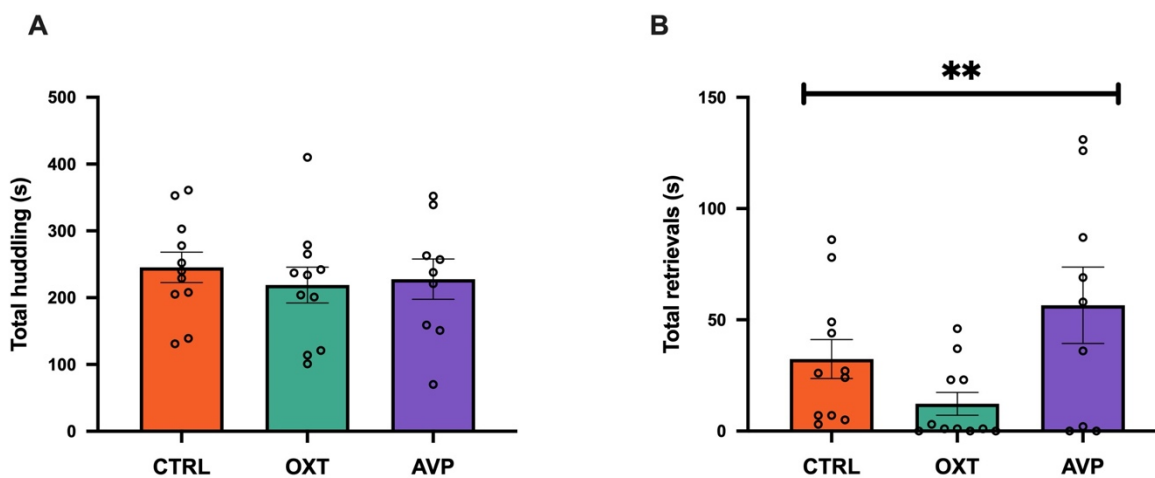 A
Total huddling (s)
500
400
300
200
100
0
CTRL OXT AVP
B
**
Total retrievals (s)
150
100
50
0
CTRL OXT AVP